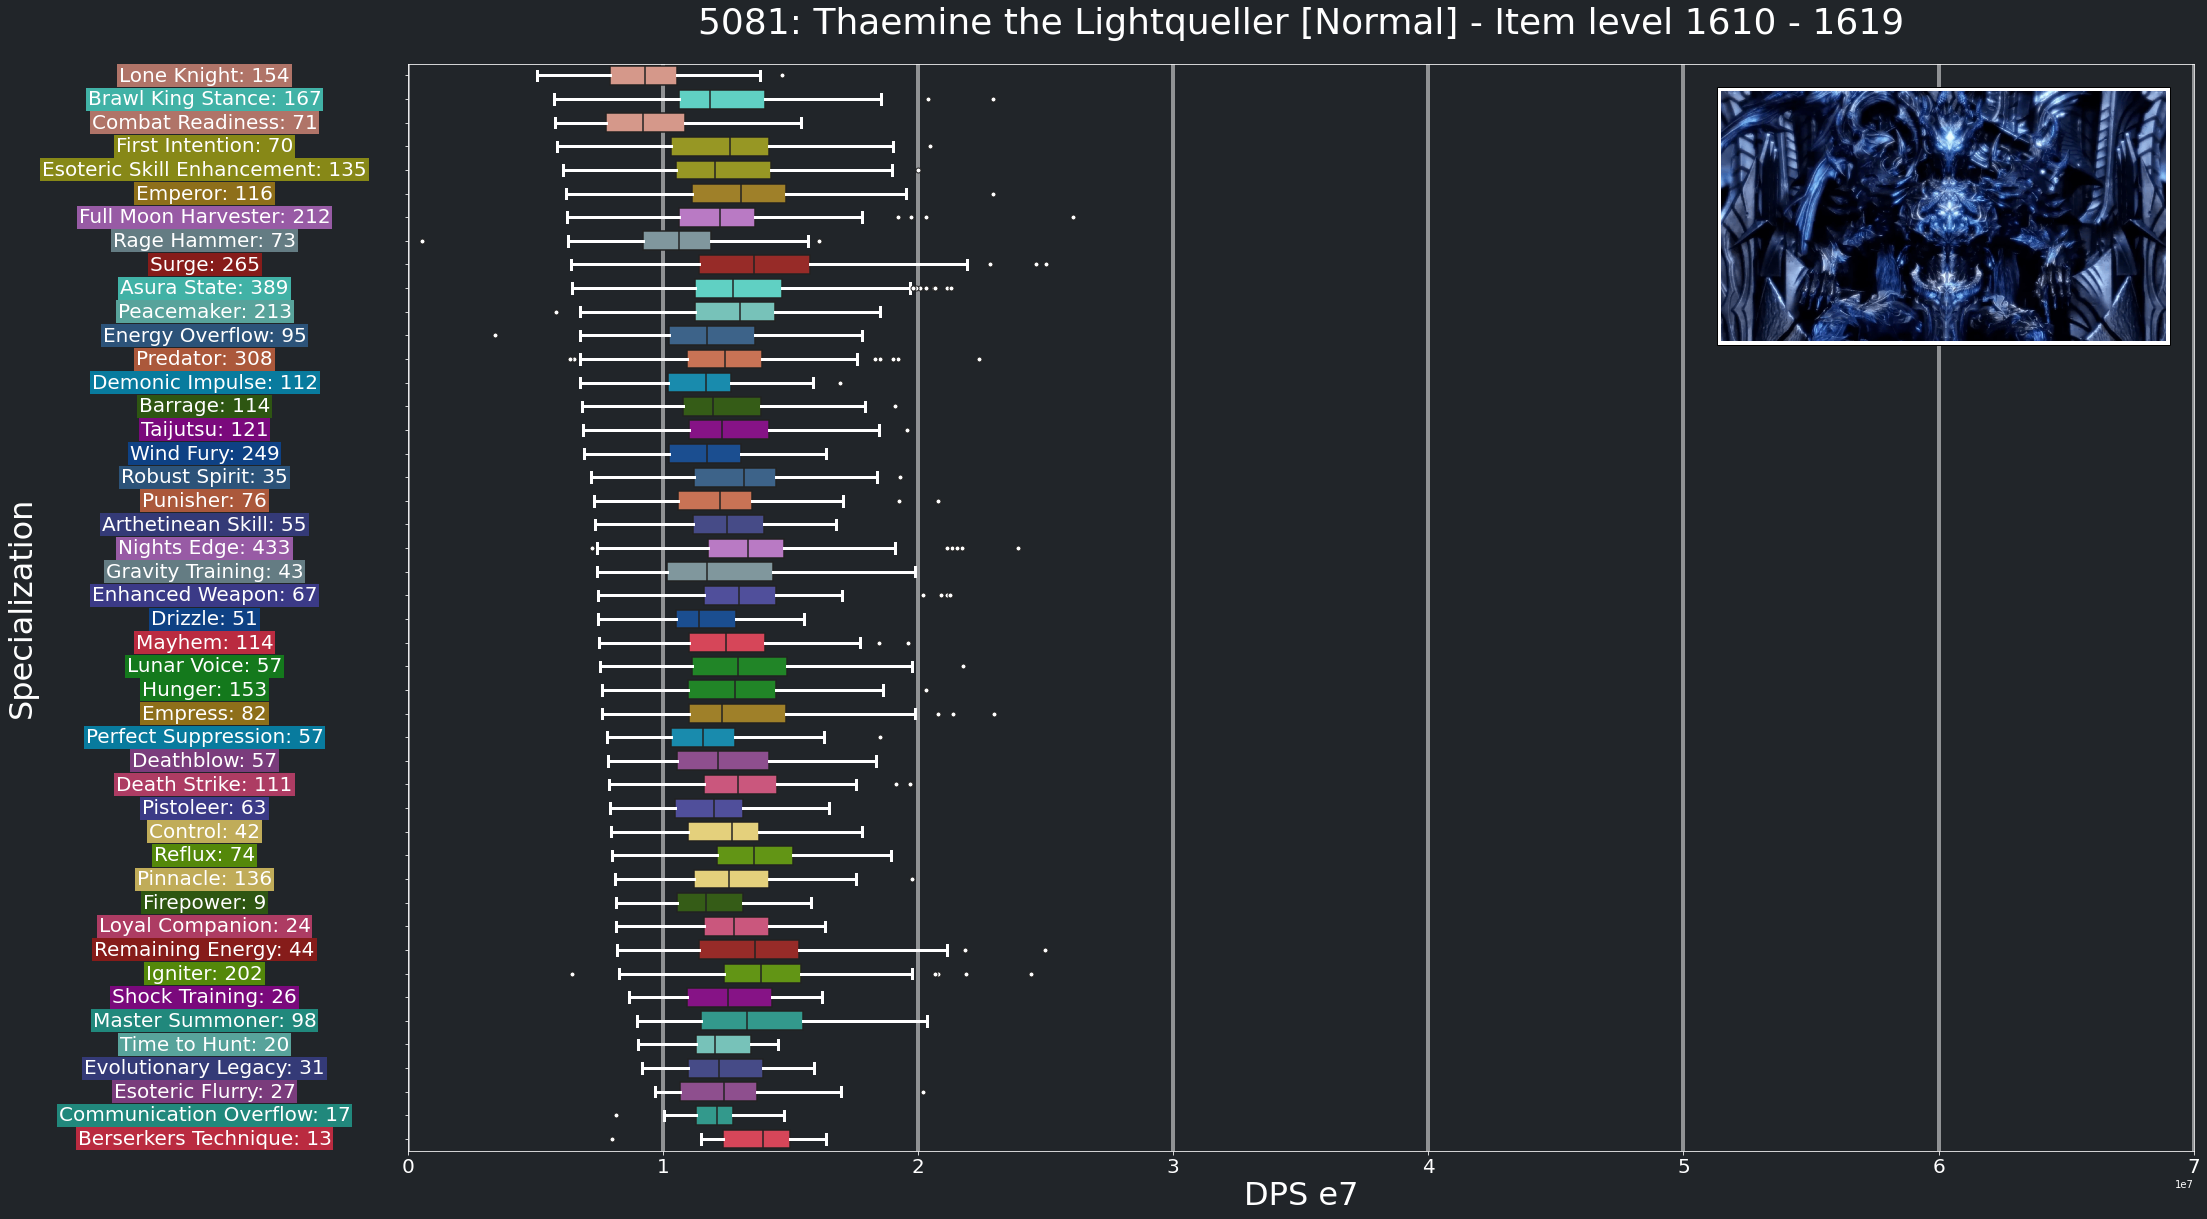 5081: Thaemine the Lightqueller [Normal] - Item level 1610 - 1619
Specialization
Lone Knight: 154
Brawl King Stance: 167
Combat Readiness: 71
First Intention: 70
Esoteric Skill Enhancement: 135
Emperor: 116
Full Moon Harvester: 212
Rage Hammer: 73
Surge: 265
Asura State: 389
Peacemaker: 213
Energy Overflow: 95
Predator: 308
Demonic Impulse: 112
Barrage: 114
Taijutsu: 121
Wind Fury: 249
Robust Spirit: 35
Punisher: 76
Arthetinean Skill: 55
Nights Edge: 433
Gravity Training: 43
Enhanced Weapon: 67
Drizzle: 51
Mayhem: 114
Lunar Voice: 57
Hunger: 153
Empress: 82
Perfect Suppression: 57
Deathblow: 57
Death Strike: 111
Pistoleer: 63
Control: 42
Reflux: 74
Pinnacle: 136
Firepower: 9
Loyal Companion: 24
Remaining Energy: 44
Igniter: 202
Shock Training: 26
Master Summoner: 98
Time to Hunt: 20
Evolutionary Legacy: 31
Esoteric Flurry: 27
Communication Overflow: 17
Berserkers Technique: 13
0 1 2 3 4 5 6 7
1e7
DPS e7